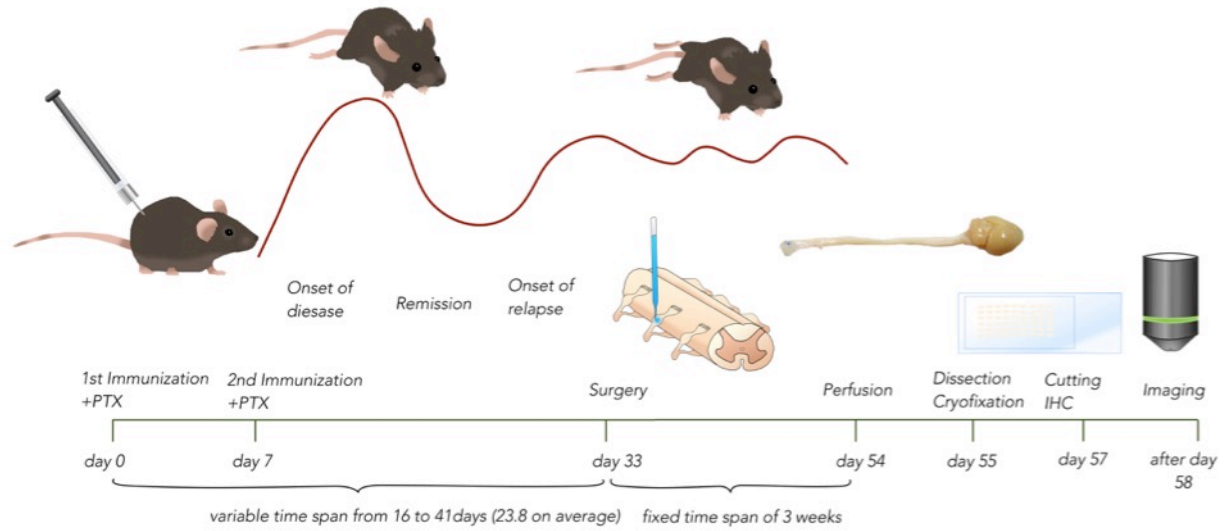 Onset of
diesase
Remission
Onset of
relapse
1st Immunization
+PTX
2nd Immunization
+PTX
Surgery
Perfusion
Dissection
Cryofixation
Cutting
IHC
Imaging
day 0
day 7
day 33
day 54
day 55
day 57
after day
58
variable time span from 16 to 41days (23.8 on average)
fixed time span of 3 weeks